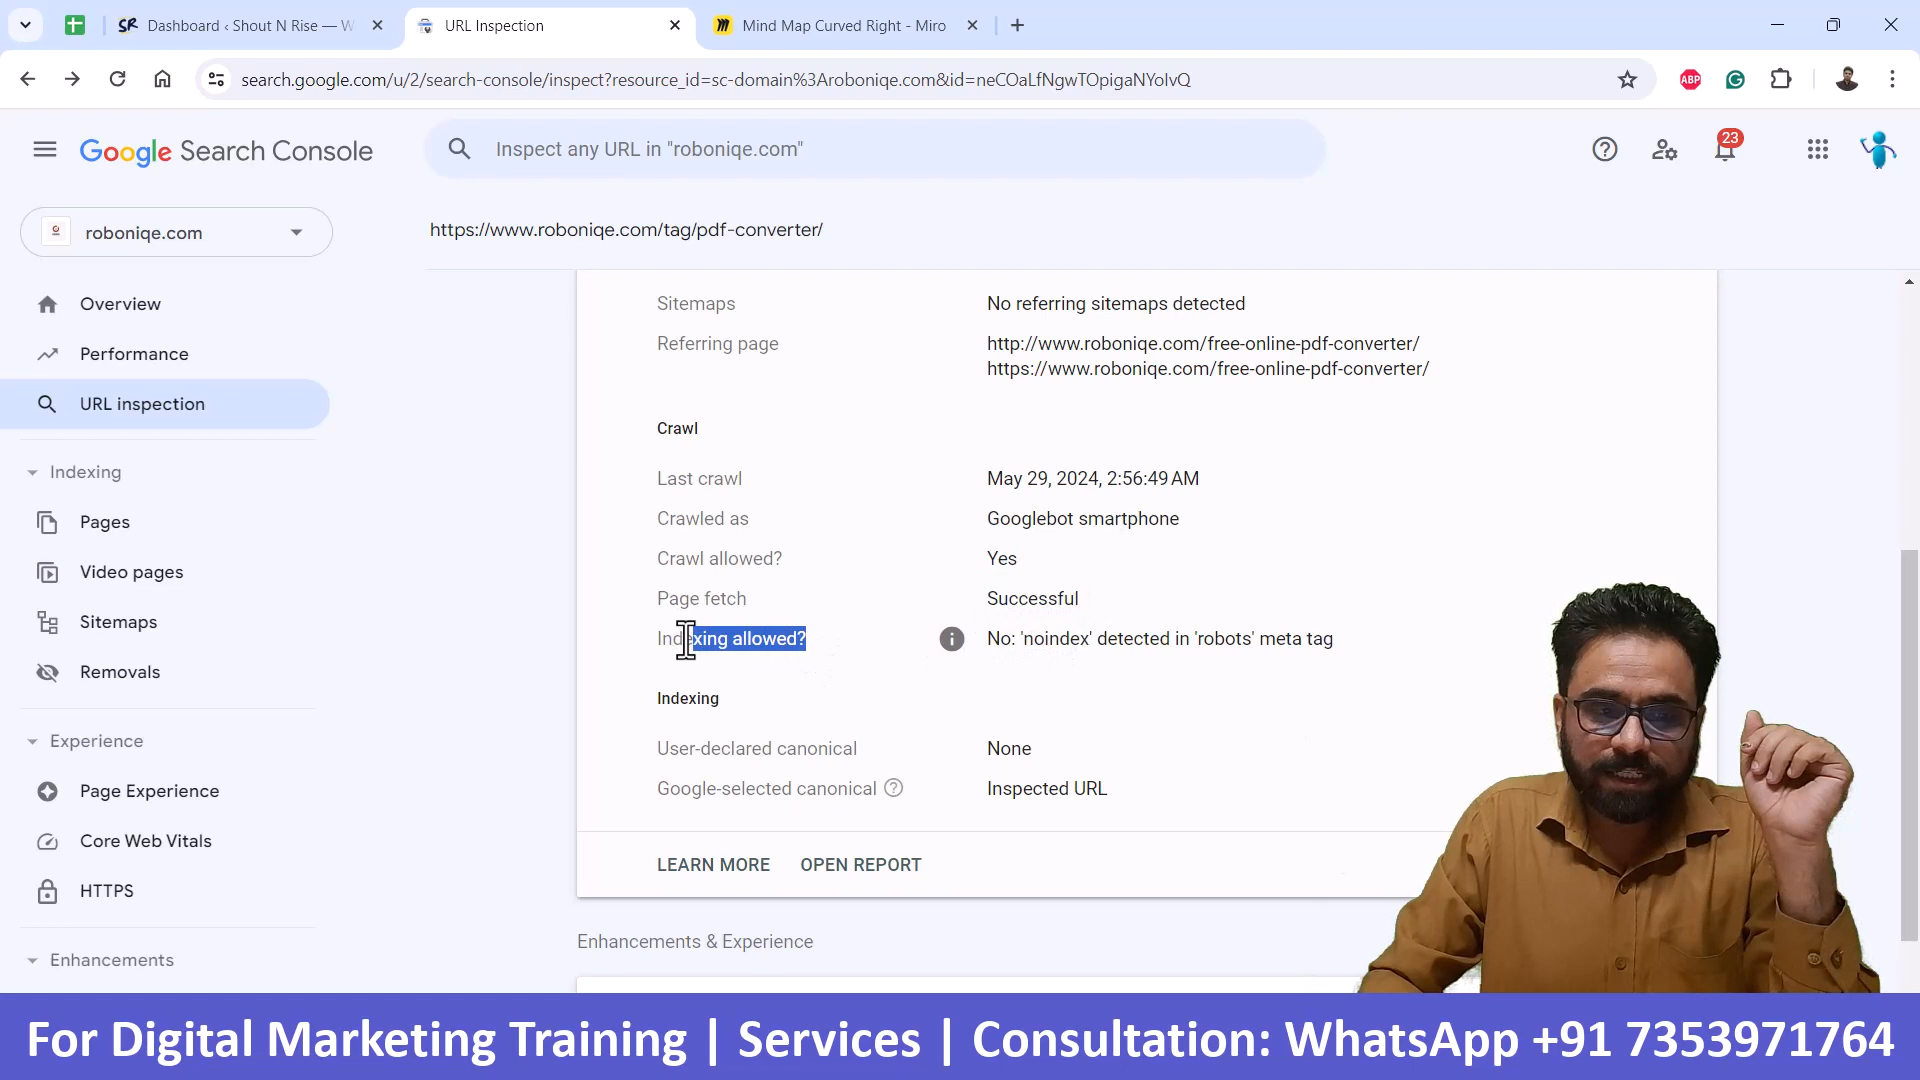 Dashboard ‹ Shout N Rise — W
URL Inspection
Mind Map Curved Right - Miro
search.google.com/u/2/search-console/inspect?resource_id=sc-domain%3Aroboniqe.com&id=neCOaLfNgwTOpigaNYoIvQ
ABP
Google Search Console
Inspect any URL in "roboniqe.com"
23
roboniqe.com
https://www.roboniqe.com/tag/pdf-converter/
Overview
Performance
URL inspection
Indexing
Pages
Video pages
Sitemaps
Removals
Experience
Page Experience
Core Web Vitals
HTTPS
Enhancements
Sitemaps No referring sitemaps detected
Referring page http://www.roboniqe.com/free-online-pdf-converter/
https://www.roboniqe.com/free-online-pdf-converter/
Crawl
Last crawl May 29, 2024, 2:56:49 AM
Crawled as Googlebot smartphone
Crawl allowed? Yes
Page fetch Successful
Indexing allowed? No: 'noindex' detected in 'robots' meta tag
Indexing
User-declared canonical None
Google-selected canonical Inspected URL
LEARN MORE OPEN REPORT
Enhancements & Experience
For Digital Marketing Training | Services | Consultation: WhatsApp +91 7353971764